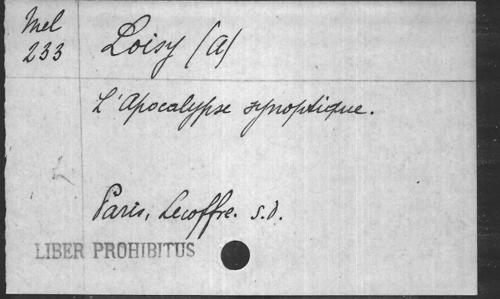 Mel
233
Loisy (A)
L'Apocalypse synoptique.
Paris, Lecoffre. s.d.
LIBER PROHIBITUS